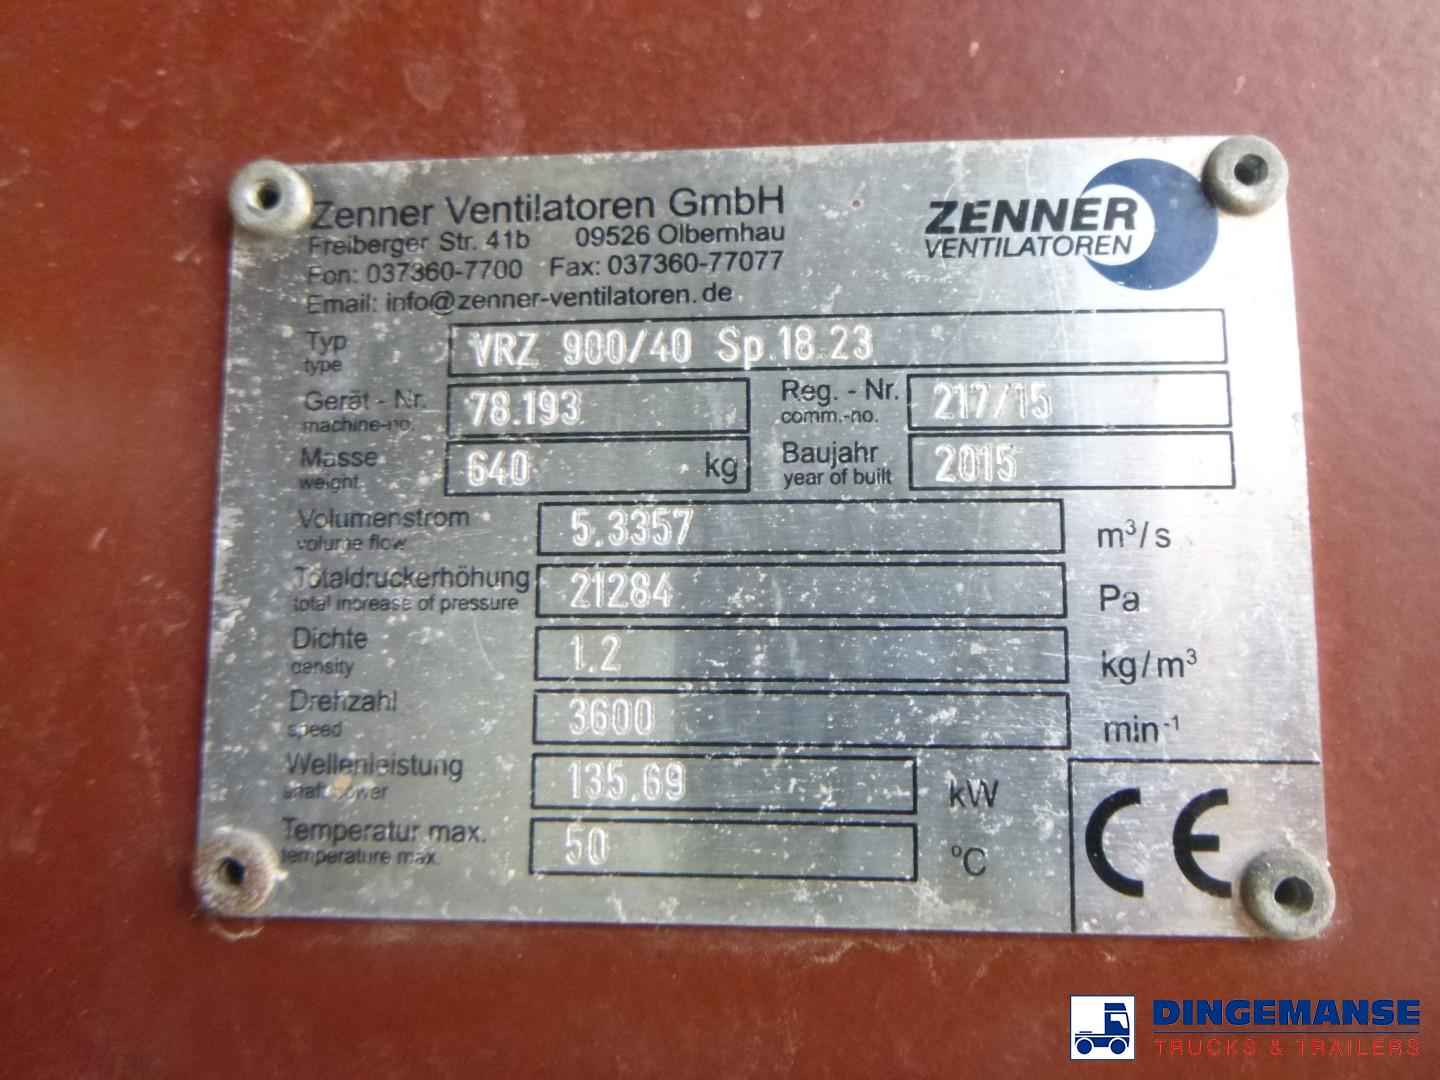 Zenner Ventilatoren GmbH
Freiberger Str. 41b 09526 Olbernhau
Fon: 037360-7700 Fax: 037360-77077
Email: info@zenner-ventilatoren.de
ZENNER
VENTILATOREN
Typ VRZ 900/40 Sp.18.23
type
Gerät - Nr. 78.193 Reg. - Nr. 217/15
machine-no. comm.-no.
Masse 640 kg Baujahr 2015
weight year of built
Volumenstrom 5.3357 m³/s
volume flow
Totaldruckerhöhung 21284 Pa
total increase of pressure
Dichte 1.2 kg/m³
density
Drehzahl 3600 min⁻¹
speed
Wellenleistung 135.69 kW
shaft power
Temperatur max. 50 °C
temperature max.
CE
DINGEMANSE
TRUCKS & TRAILERS